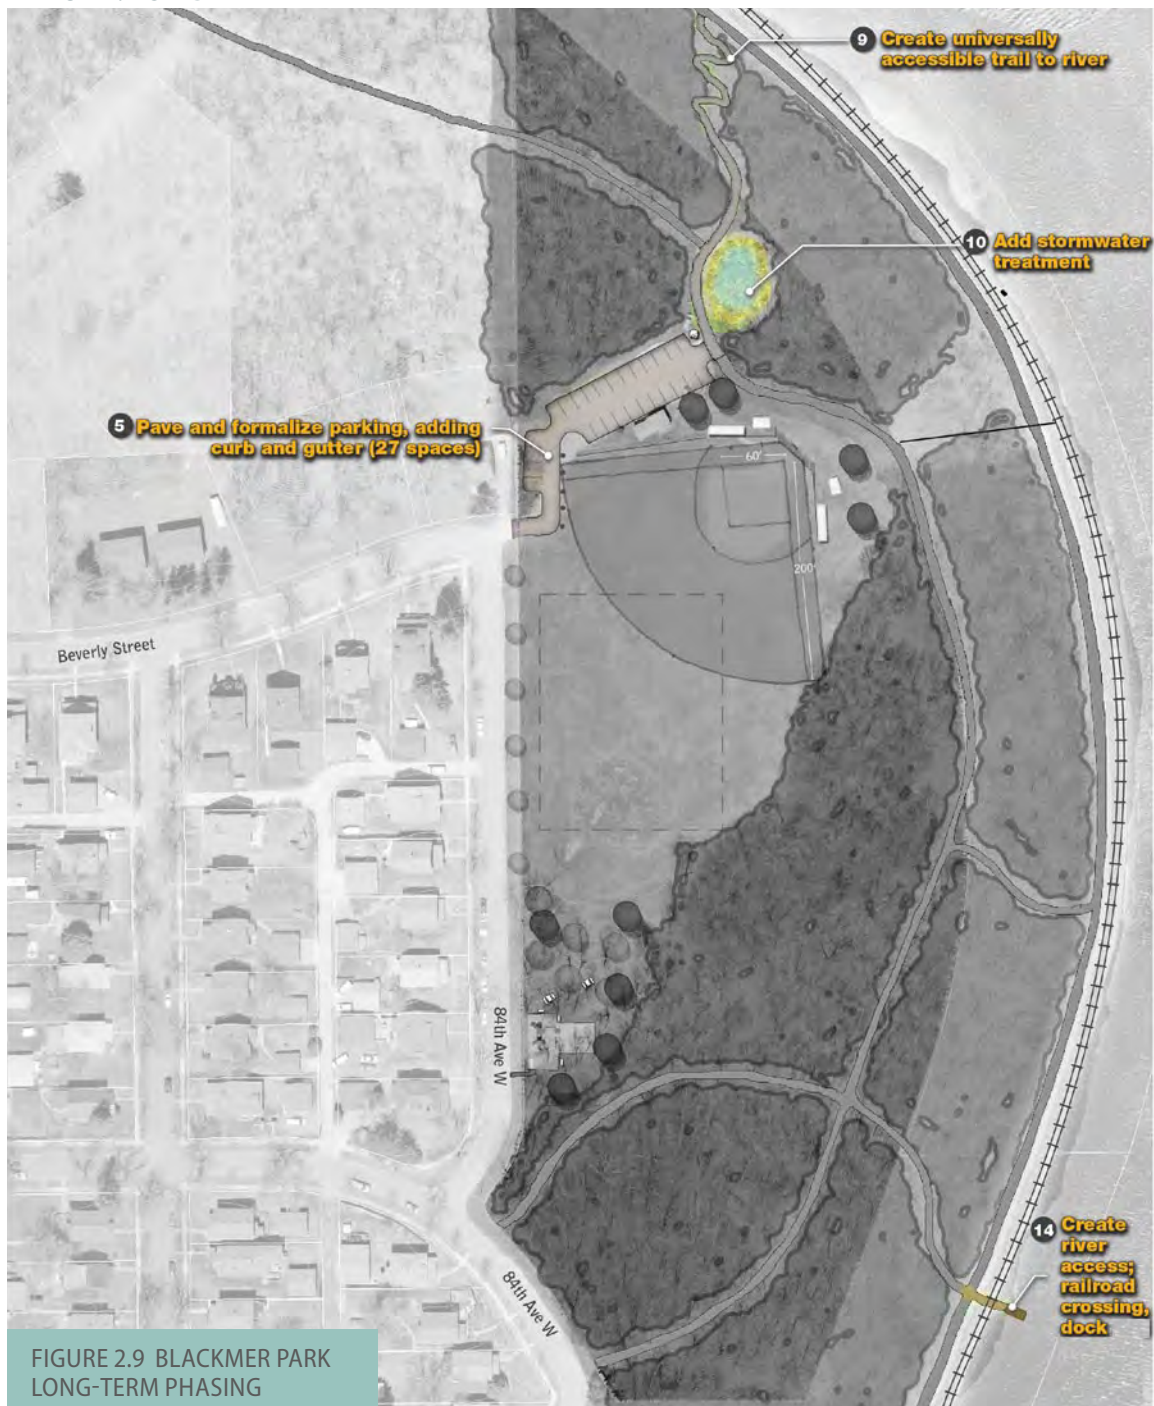 9 Create universally
accessible trail to river
10 Add stormwater
treatment
5 Pave and formalize parking, adding
curb and gutter (27 spaces)
60'
200'
Beverly Street
84th Ave W
14 Create
river
access;
railroad
crossing,
dock
84th Ave W
FIGURE 2.9 BLACKMER PARK
LONG-TERM PHASING